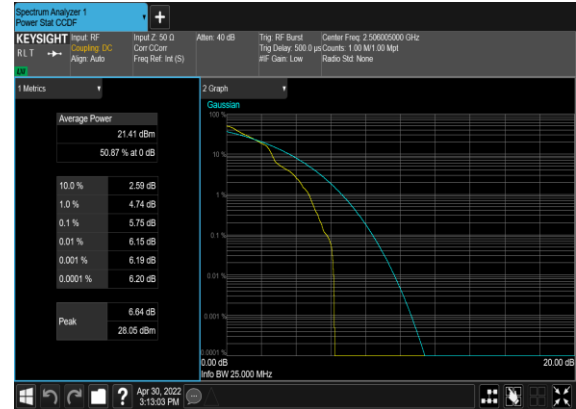 Spectrum Analyzer 1
Power Stat CCDF
+
KEYSIGHT
RLT
LU
Input: RF
Coupling: DC
Align: Auto
Input Z: 50 Ω
Corr CCorr
Freq Ref: Int (S)
Atten: 40 dB
Trig: RF Burst
Trig Delay: 500.0 µs
#IF Gain: Low
Center Freq: 2.506005000 GHz
Counts: 1.00 M/1.00 Mpt
Radio Std: None
1 Metrics
Average Power
21.41 dBm
50.87 % at 0 dB
10.0 % 2.59 dB
1.0 % 4.74 dB
0.1 % 5.75 dB
0.01 % 6.15 dB
0.001 % 6.19 dB
0.0001 % 6.20 dB
Peak
6.64 dB
28.05 dBm
2 Graph
Gaussian
100 %
10 %
1 %
0.1 %
0.01 %
0.001 %
0.0001 %
0.00 dB
20.00 dB
Info BW 25.000 MHz
?
Apr 30, 2022
3:13:03 PM